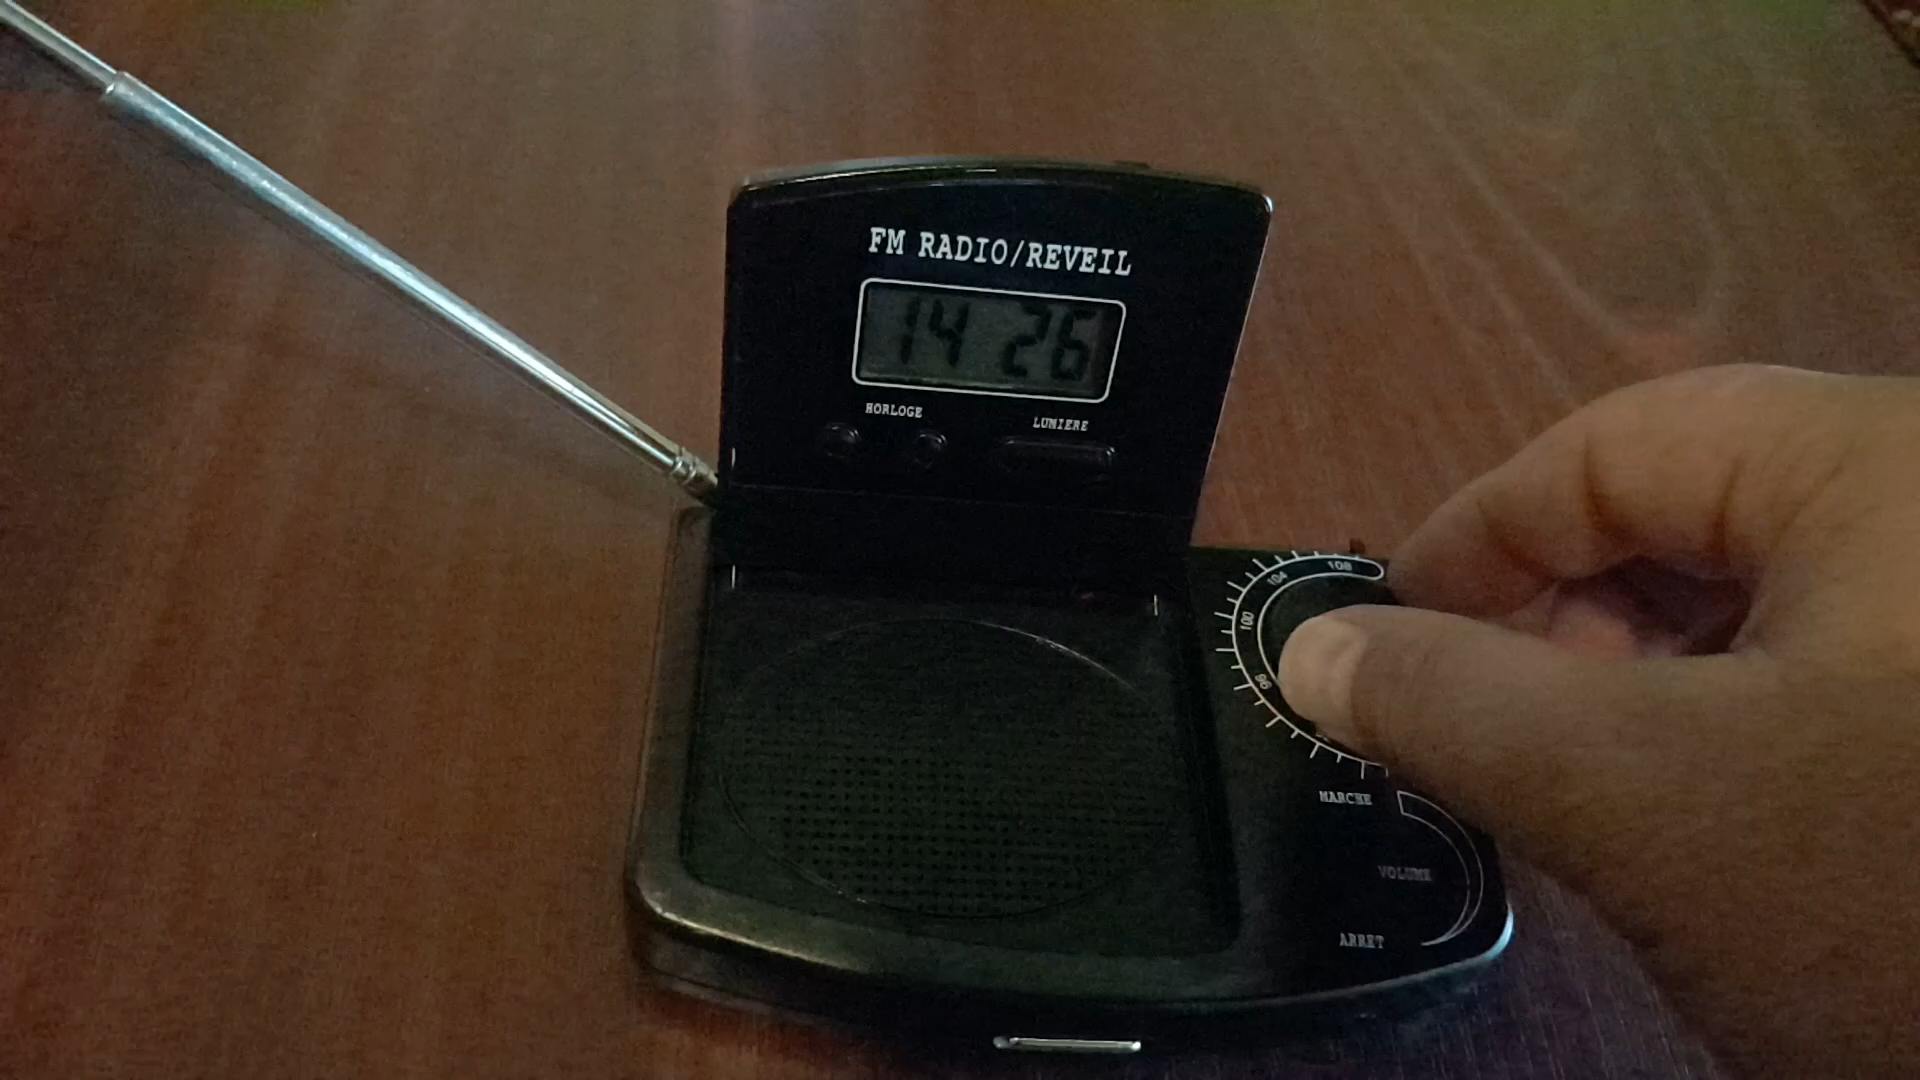 FM RADIO/REVEIL
14 26
HORLOGE
LUMIERE
108
104
100
96
MARCHE
VOLUME
ARRET